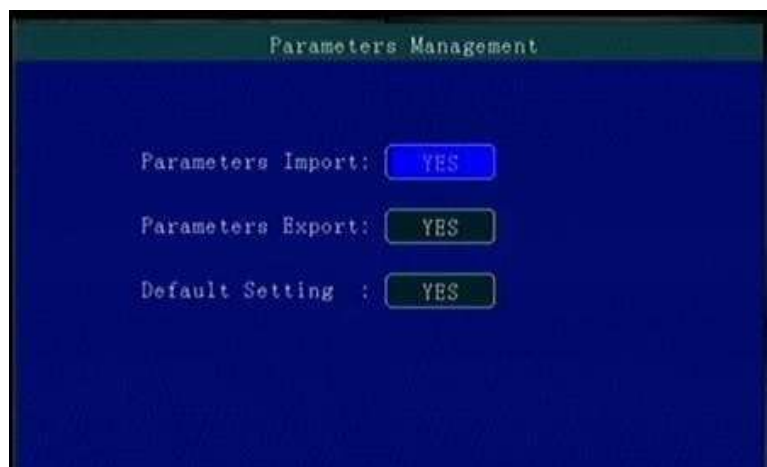 Parameters Management
Parameters Import: YES
Parameters Export: YES
Default Setting : YES